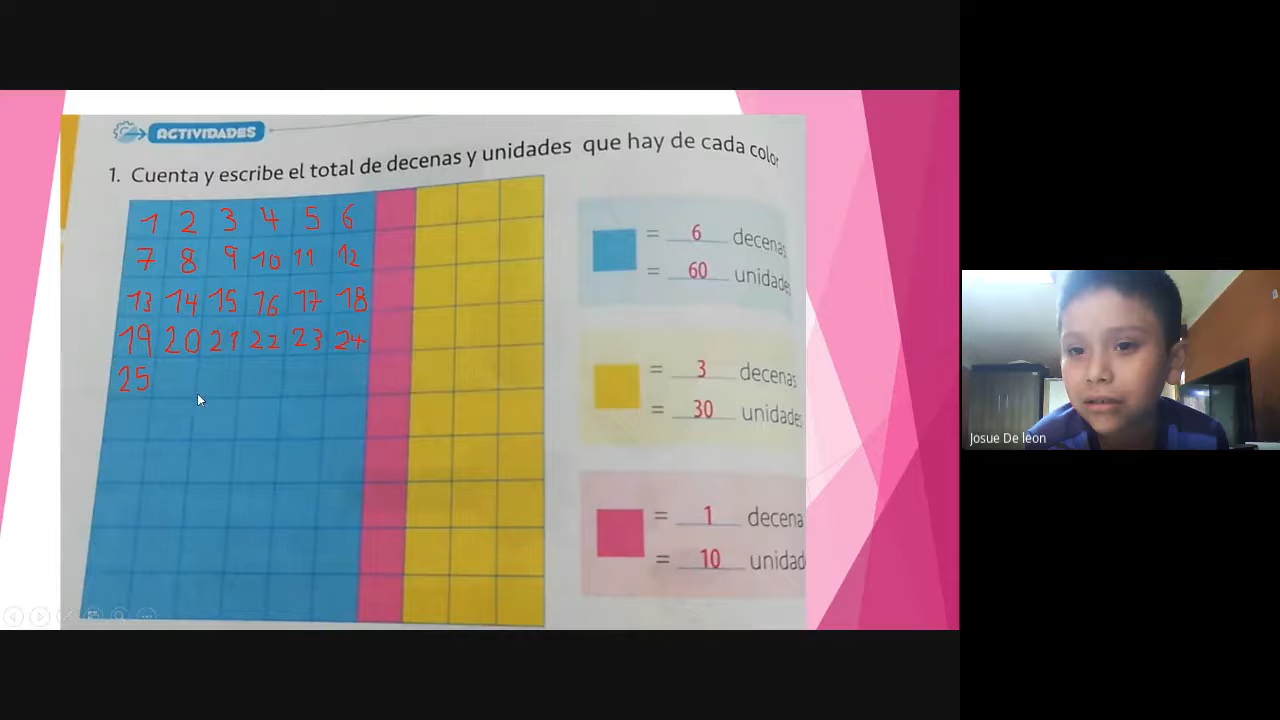 ACTIVIDADES
1. Cuenta y escribe el total de decenas y unidades que hay de cada color
1 2 3 4 5 6
7 8 9 10 11 12
13 14 15 16 17 18
19 20 21 22 23 24
25
= 6 decenas
= 60 unidades
= 3 decenas
= 30 unidades
= 1 decena
= 10 unidad
Josue De leon